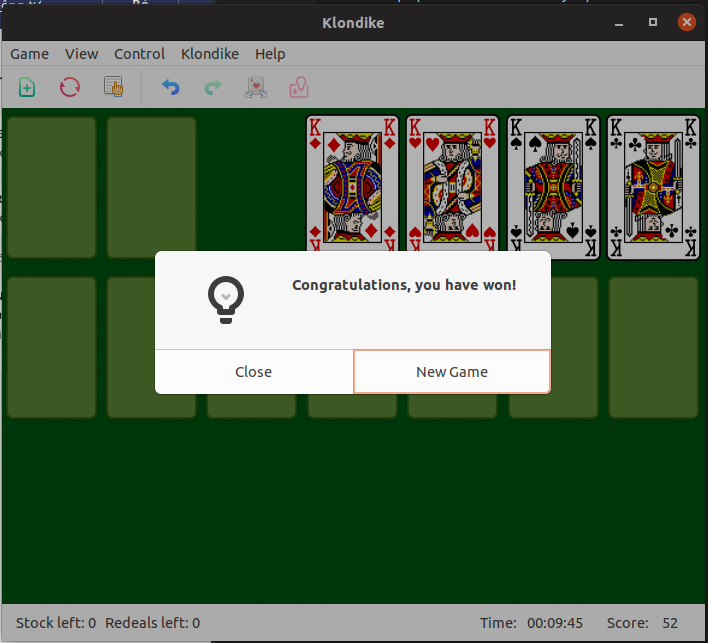 Klondike
Game View Control Klondike Help
K K K K K K K K
Congratulations, you have won!
Close New Game
Stock left: 0 Redeals left: 0 Time: 00:09:45 Score: 52